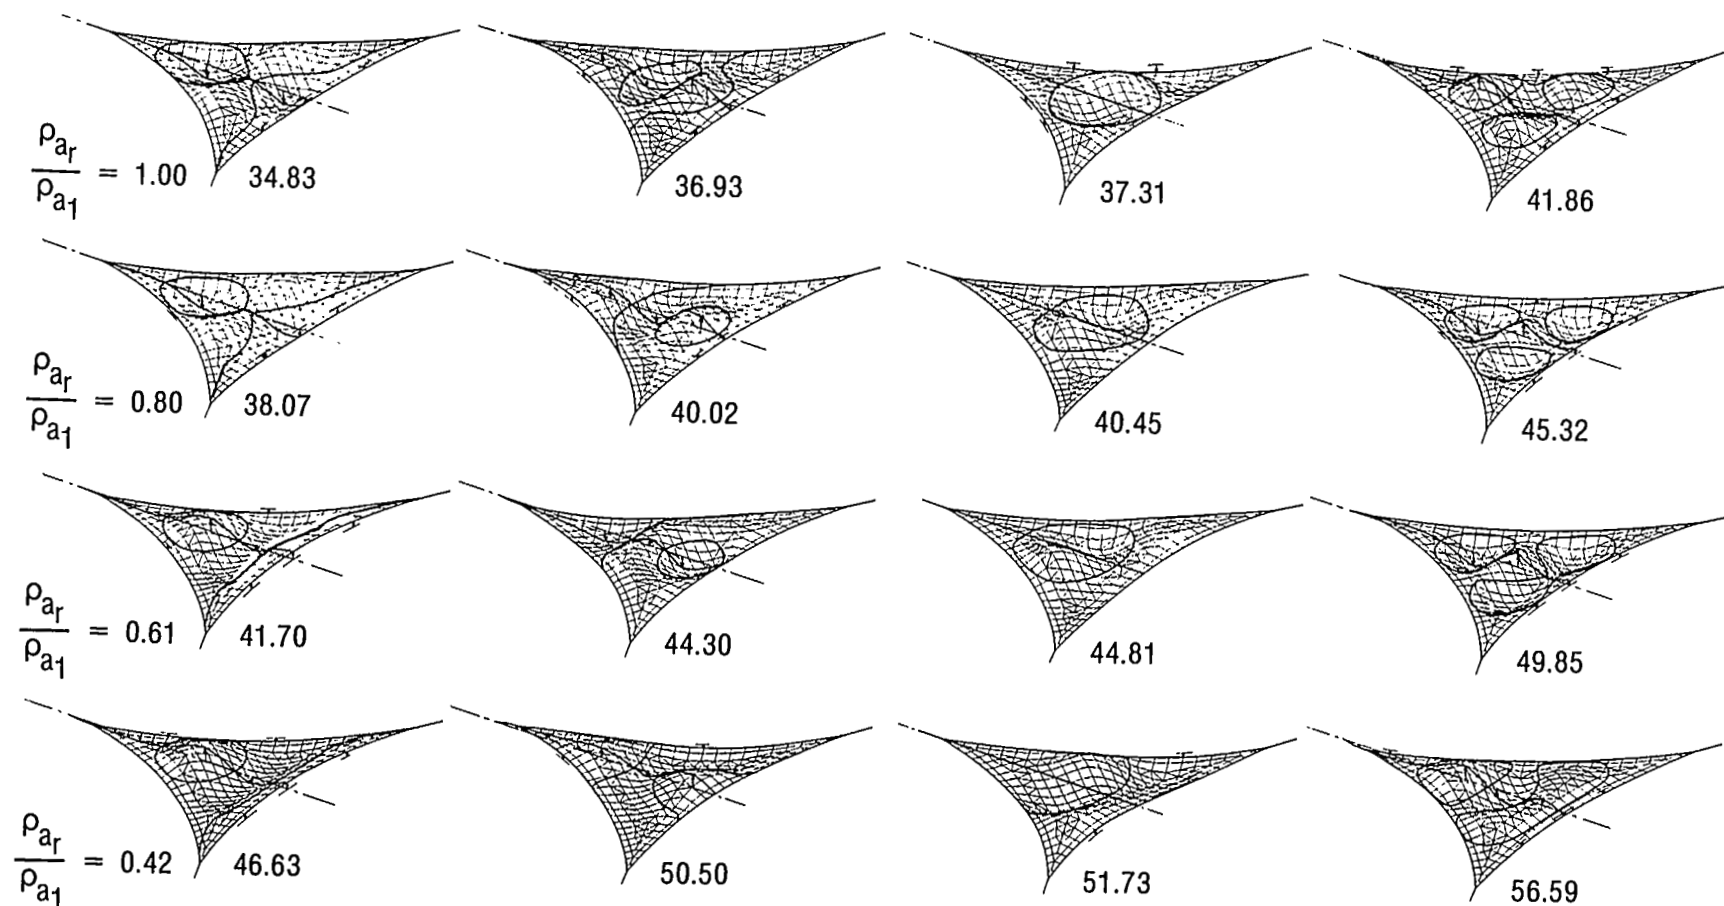 ρar/ρa1 = 1.00 34.83 36.93 37.31 41.86
ρar/ρa1 = 0.80 38.07 40.02 40.45 45.32
ρar/ρa1 = 0.61 41.70 44.30 44.81 49.85
ρar/ρa1 = 0.42 46.63 50.50 51.73 56.59